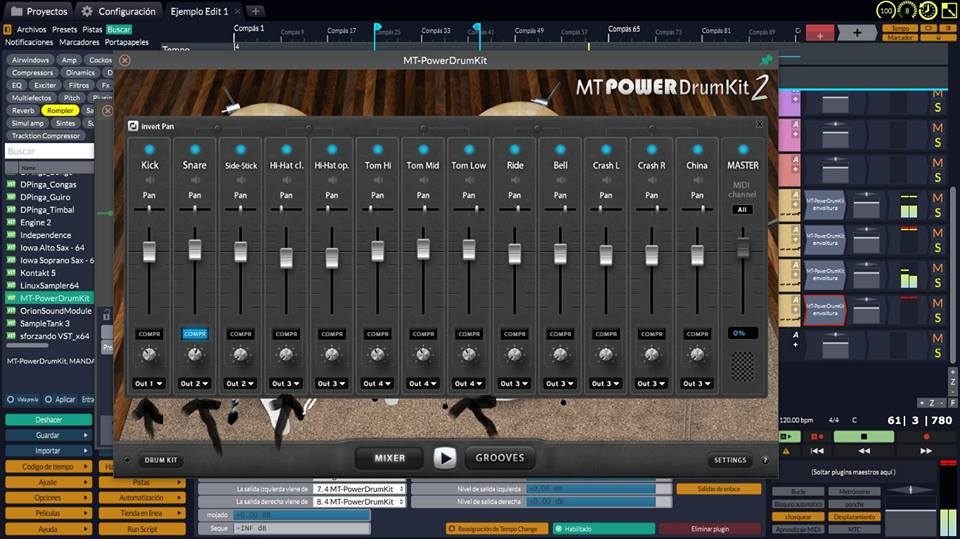 Proyectos
Configuración
Ejemplo Edit 1
100
8
Archivos Presets Pistas Buscar
Notificaciones Marcadores Portapapeles
Compás 1
Compás 9
Compás 17
Compás 25
Compás 33
Compás 41
Compás 49
Compás 57
Compás 65
Compás 73
Compás 81
Compás 89
Tempo
Marcador
Tempo
4
Airwindows Amp Cockos
Compressors Dinamics
EQ Exciter Filtros Fx
Multiefectos Pitch
Reverb Rompler
Simul amp Sintes
Tracktion Compressor
Buscar
Name
DPinga_Congas
DPinga_Guiro
DPinga_Timbal
Engine 2
Independence
Iowa Alto Sax - 64
Iowa Soprano Sax - 64
Kontakt 5
LinuxSampler64
MT-PowerDrumKit
OrionSoundModule
SampleTank 3
sforzando VST_x64
MT-PowerDrumKit, MANDA
Vista previa Aplicar
Deshacer
Guardar
Importar
Código de tiempo
Ajuste
Opciones
Películas
Ayuda
Pistas
Automatización
Tienda en línea
Run Script
MT-PowerDrumKit
MT POWER DrumKit 2
invert Pan
Kick Snare Side-Stick Hi-Hat cl. Hi-Hat op. Tom Hi Tom Mid Tom Low Ride Bell Crash L Crash R China MASTER
MIDI
channel
Pan Pan Pan Pan Pan Pan Pan Pan Pan Pan Pan Pan Pan
All
COMPR COMPR COMPR COMPR COMPR COMPR COMPR COMPR COMPR COMPR COMPR COMPR COMPR 0%
Out 1 Out 2 Out 2 Out 3 Out 3 Out 4 Out 4 Out 4 Out 3 Out 3 Out 3 Out 3 Out 3
DRUM KIT
MIXER
GROOVES
SETTINGS
?
La salida izquierda viene de 7. 4 MT-PowerDrumKit
La salida derecha viene de 8. 4 MT-PowerDrumKit
mojado +0.00 dB
Seque -INF dB
Nivel de salida izquierda +0.00 dB
Nivel de salida derecha +0.00 dB
Salidas de enlace
Reasignación de Tempo Change
Habilitado
Eliminar plugin
M
S
A
MT-PowerDrumKit
envoltura
M
S
MT-PowerDrumKit
envoltura
M
S
MT-PowerDrumKit
envoltura
M
S
MT-PowerDrumKit
envoltura
M
S
A
M
S
+ Z - F
120.00 bpm 4/4 C 61| 3 |780
(Soltar plugins maestros aquí)
Bucle
Metrónomo
ponche
chasquear
Desplazamiento
Aprendizaje MIDI
MTC